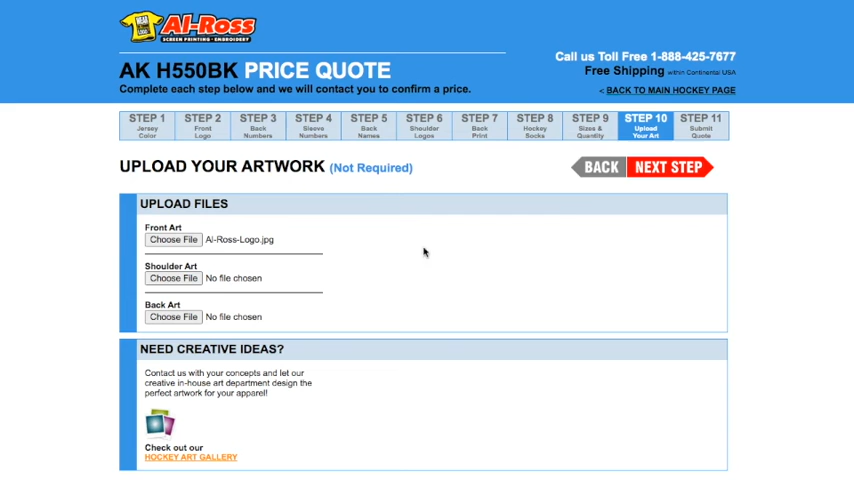 YOUR LOGO
Al-Ross
SCREEN PRINTING • EMBROIDERY
Call us Toll Free 1-888-425-7677
AK H550BK PRICE QUOTE
Free Shipping within Continental USA
Complete each step below and we will contact you to confirm a price.
< BACK TO MAIN HOCKEY PAGE
STEP 1 Jersey Color
STEP 2 Front Logo
STEP 3 Back Numbers
STEP 4 Sleeve Numbers
STEP 5 Back Names
STEP 6 Shoulder Logos
STEP 7 Back Print
STEP 8 Hockey Socks
STEP 9 Sizes & Quantity
STEP 10 Upload Your Art
STEP 11 Submit Quote
UPLOAD YOUR ARTWORK (Not Required)
BACK NEXT STEP
UPLOAD FILES
Front Art
Choose File Al-Ross-Logo.jpg
Shoulder Art
Choose File No file chosen
Back Art
Choose File No file chosen
NEED CREATIVE IDEAS?
Contact us with your concepts and let our
creative in-house art department design the
perfect artwork for your apparel!
Check out our
HOCKEY ART GALLERY